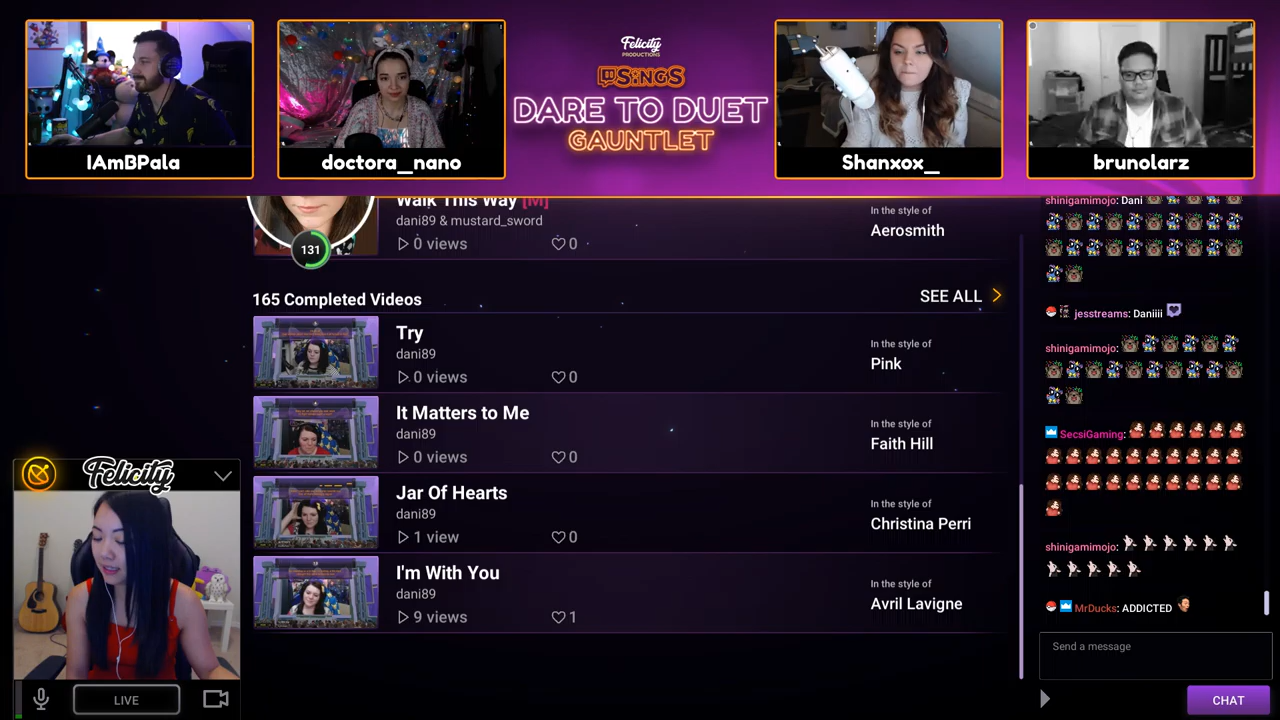 Felicity
PRODUCTIONS
SINGS
DARE TO DUET
GAUNTLET
IAmBPala
doctora__nano
Shanxox_
brunolarz
Walk This Way [M]
dani89 & mustard_sword
0 views
0
In the style of
Aerosmith
131
165 Completed Videos
SEE ALL
Try
dani89
0 views
0
In the style of
Pink
It Matters to Me
dani89
0 views
0
In the style of
Faith Hill
Jar Of Hearts
dani89
1 view
0
In the style of
Christina Perri
I'm With You
dani89
9 views
1
In the style of
Avril Lavigne
Felicity
LIVE
shinigamimojo: Dani
jesstreams: Daniiii
shinigamimojo:
SecsiGaming:
shinigamimojo:
MrDucks: ADDICTED
Send a message
CHAT